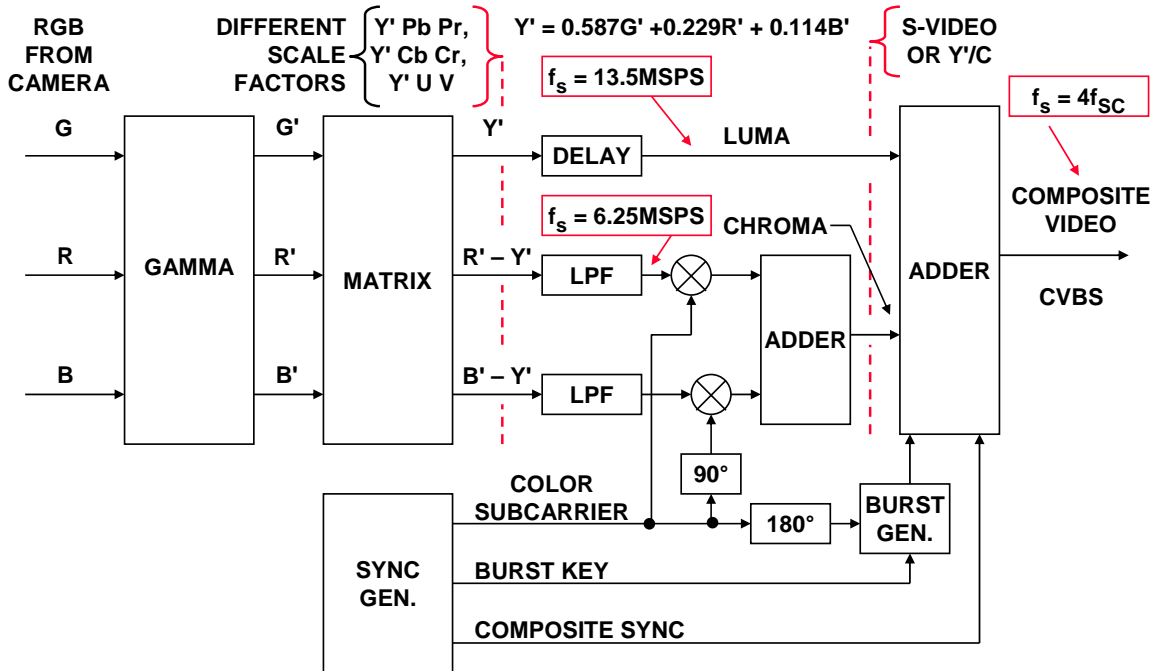 RGB
FROM
CAMERA
DIFFERENT
SCALE
FACTORS
Y' Pb Pr,
Y' Cb Cr,
Y' U V
Y' = 0.587G' +0.229R' + 0.114B'
S-VIDEO
OR Y'/C
fs = 13.5MSPS
fs = 4fSC
G
G'
Y'
DELAY
LUMA
COMPOSITE
VIDEO
fs = 6.25MSPS
CHROMA
R
GAMMA
R'
MATRIX
R' – Y'
LPF
ADDER
ADDER
CVBS
B
B'
B' – Y'
LPF
90°
COLOR
SUBCARRIER
180°
BURST
GEN.
SYNC
GEN.
BURST KEY
COMPOSITE SYNC